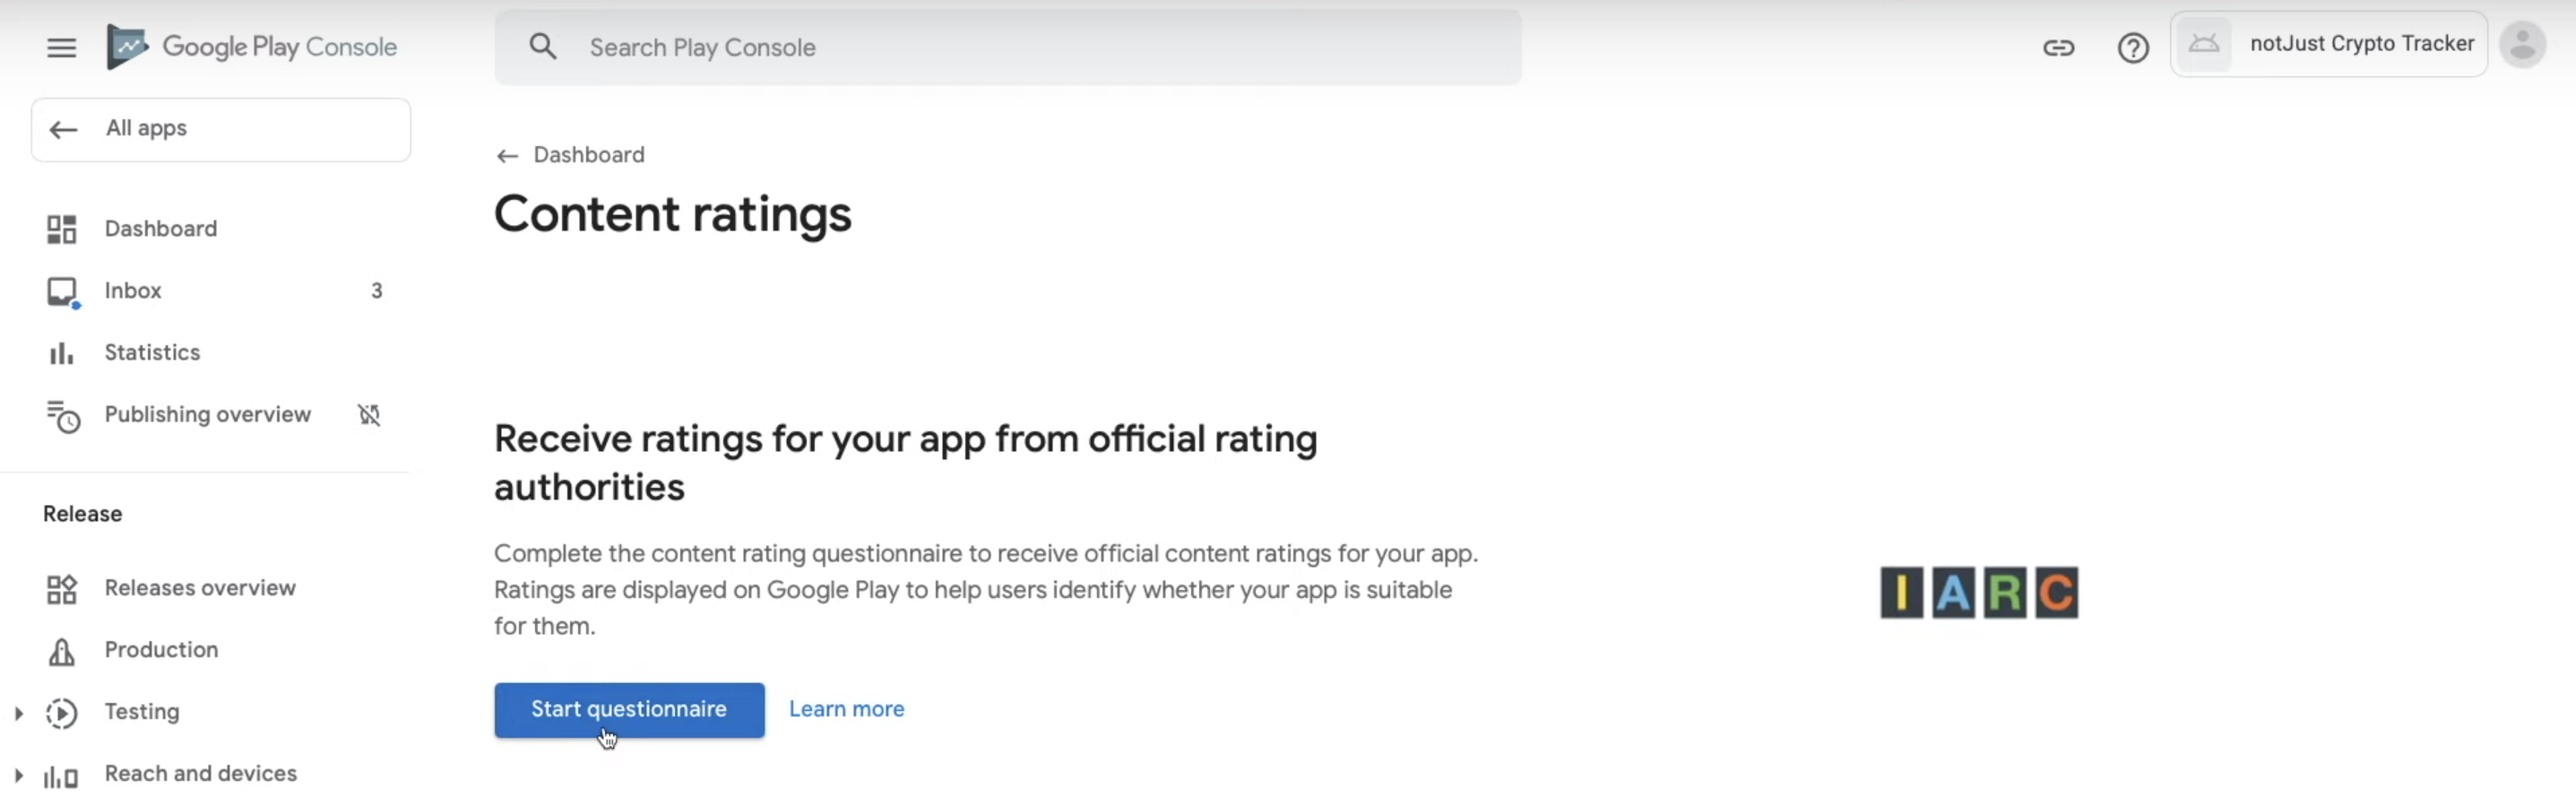 Google Play Console
Search Play Console
notJust Crypto Tracker
All apps
Dashboard
Inbox 3
Statistics
Publishing overview
Release
Releases overview
Production
Testing
Reach and devices
Dashboard
Content ratings
Receive ratings for your app from official rating
authorities
Complete the content rating questionnaire to receive official content ratings for your app.
Ratings are displayed on Google Play to help users identify whether your app is suitable
for them.
Start questionnaire Learn more
IARC